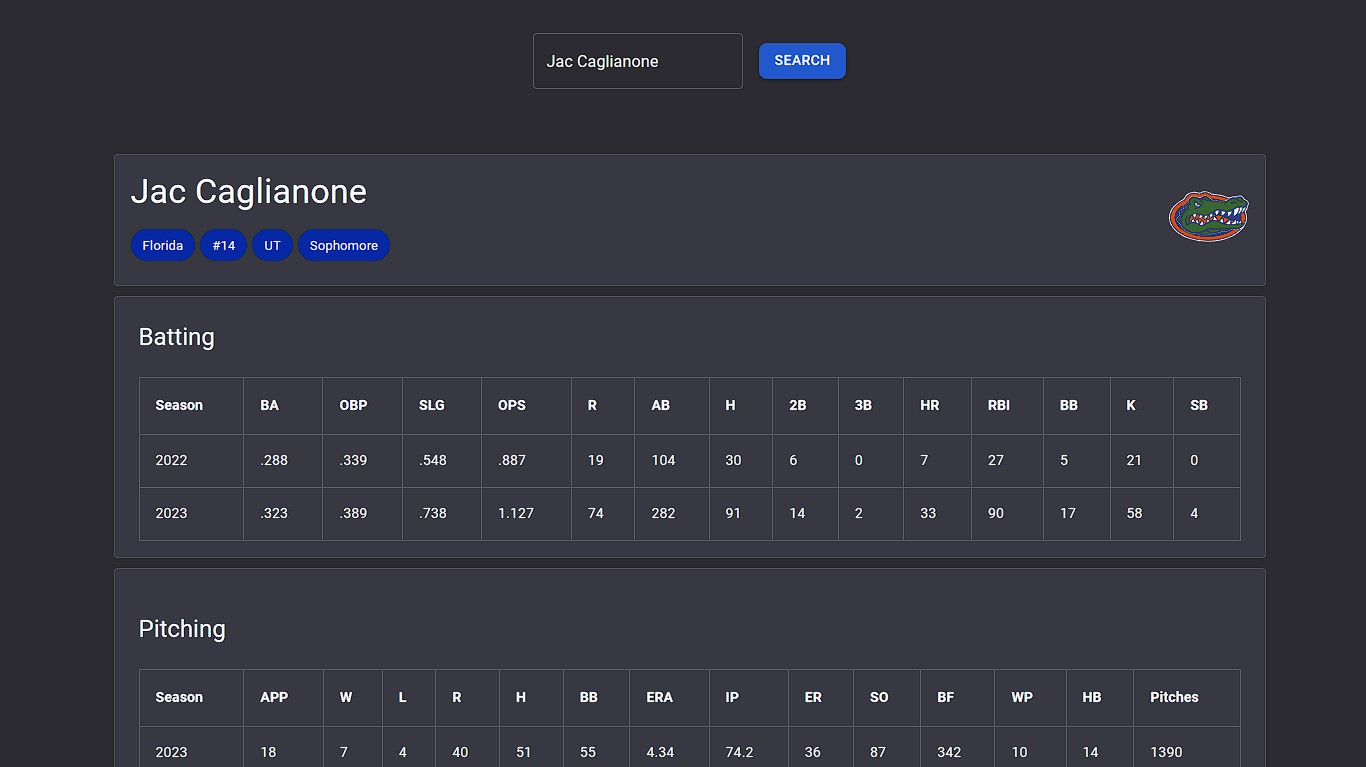 Jac Caglianone SEARCH
Jac Caglianone
Florida #14 UT Sophomore
Batting
Season BA OBP SLG OPS R AB H 2B 3B HR RBI BB K SB
2022 .288 .339 .548 .887 19 104 30 6 0 7 27 5 21 0
2023 .323 .389 .738 1.127 74 282 91 14 2 33 90 17 58 4
Pitching
Season APP W L R H BB ERA IP ER SO BF WP HB Pitches
2023 18 7 4 40 51 55 4.34 74.2 36 87 342 10 14 1390